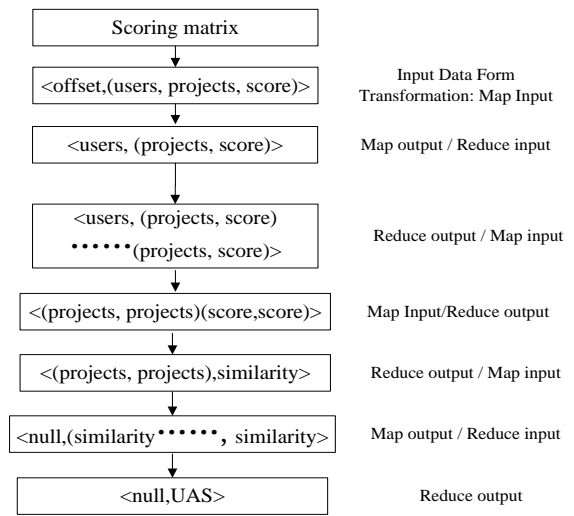 Scoring matrix
<offset,(users, projects, score)>
Input Data Form
Transformation: Map Input
<users, (projects, score)>
Map output / Reduce input
<users, (projects, score)
••••••(projects, score)>
Reduce output / Map input
<(projects, projects)(score,score)>
Map Input/Reduce output
<(projects, projects),similarity>
Reduce output / Map input
<null,(similarity••••••, similarity>
Map output / Reduce input
<null,UAS>
Reduce output